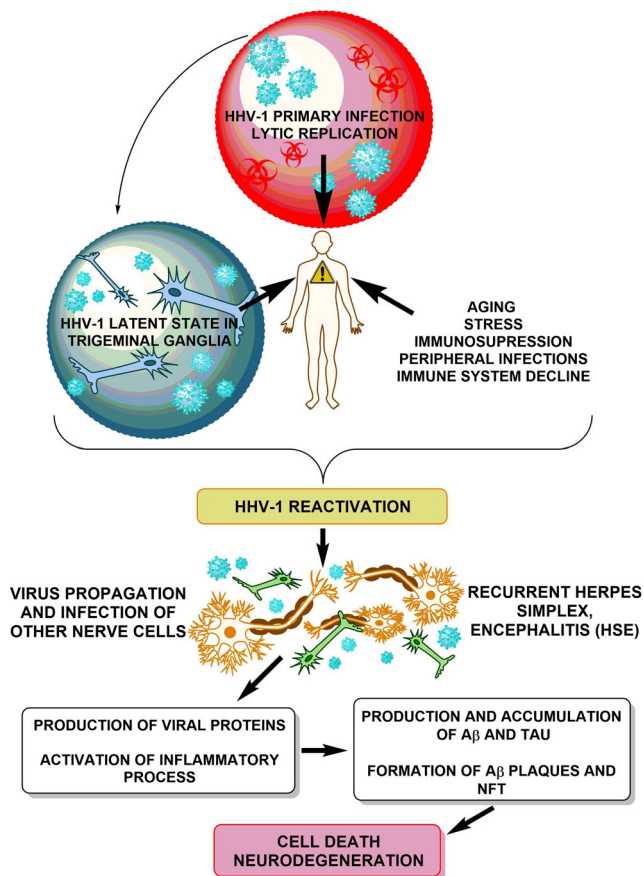 HHV-1 PRIMARY INFECTION
LYTIC REPLICATION
HHV-1 LATENT STATE IN
TRIGEMINAL GANGLIA
AGING
STRESS
IMMUNOSUPRESSION
PERIPHERAL INFECTIONS
IMMUNE SYSTEM DECLINE
HHV-1 REACTIVATION
VIRUS PROPAGATION
AND INFECTION OF
OTHER NERVE CELLS
RECURRENT HERPES
SIMPLEX,
ENCEPHALITIS (HSE)
PRODUCTION OF VIRAL PROTEINS
ACTIVATION OF INFLAMMATORY
PROCESS
PRODUCTION AND ACCUMULATION
OF Aβ AND TAU
FORMATION OF Aβ PLAQUES AND
NFT
CELL DEATH
NEURODEGENERATION